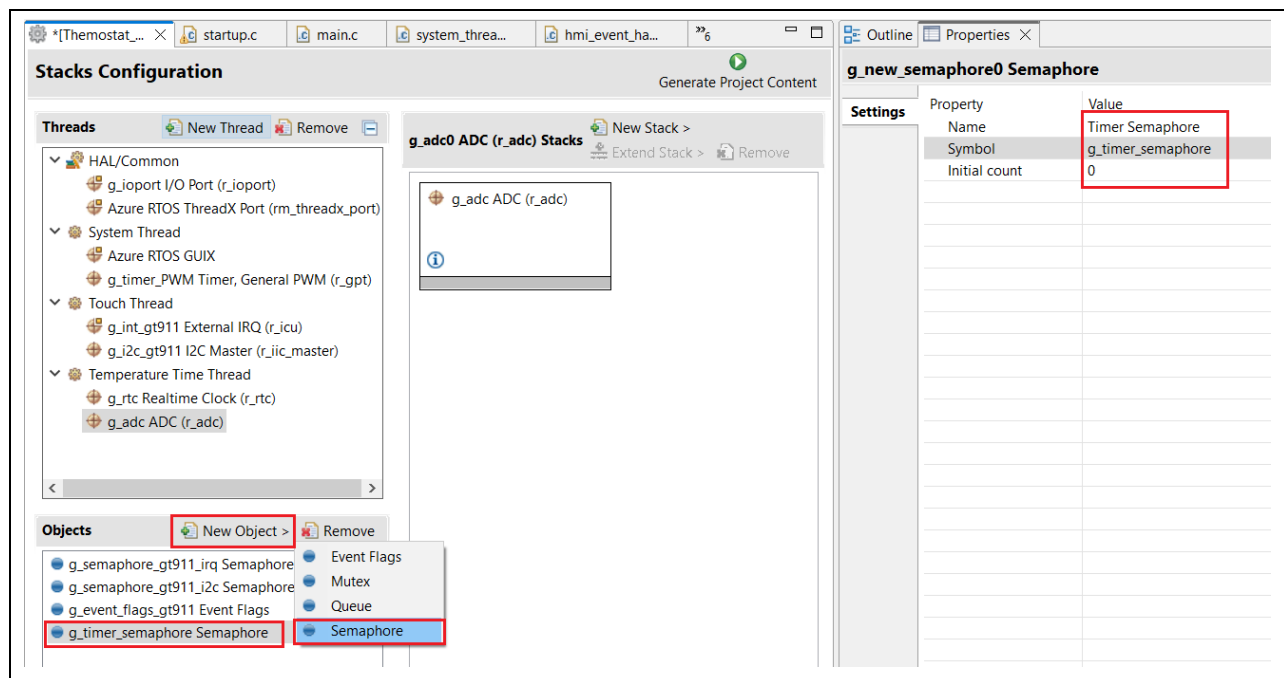 *[Themostat_...
startup.c
main.c
system_threa...
hmi_event_ha...
»6
Stacks Configuration
Generate Project Content
Threads
New Thread
Remove
HAL/Common
g_ioport I/O Port (r_ioport)
Azure RTOS ThreadX Port (rm_threadx_port)
System Thread
Azure RTOS GUIX
g_timer_PWM Timer, General PWM (r_gpt)
Touch Thread
g_int_gt911 External IRQ (r_icu)
g_i2c_gt911 I2C Master (r_iic_master)
Temperature Time Thread
g_rtc Realtime Clock (r_rtc)
g_adc ADC (r_adc)
g_adc0 ADC (r_adc) Stacks
New Stack >
Extend Stack >
Remove
g_adc ADC (r_adc)
Objects
New Object >
Remove
g_semaphore_gt911_irq Semaphore
g_semaphore_gt911_i2c Semaphore
g_event_flags_gt911 Event Flags
g_timer_semaphore Semaphore
Event Flags
Mutex
Queue
Semaphore
Outline
Properties
g_new_semaphore0 Semaphore
Settings
Property Value
Name Timer Semaphore
Symbol g_timer_semaphore
Initial count 0